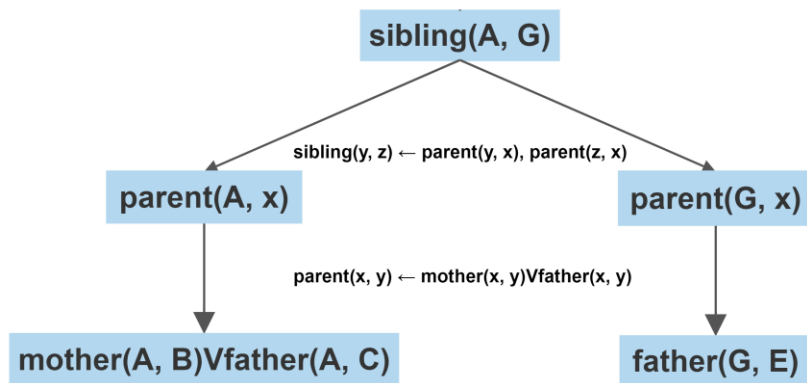 sibling(A, G)
sibling(y, z) ← parent(y, x), parent(z, x)
parent(A, x)
parent(G, x)
parent(x, y) ← mother(x, y)Vfather(x, y)
mother(A, B)Vfather(A, C)
father(G, E)